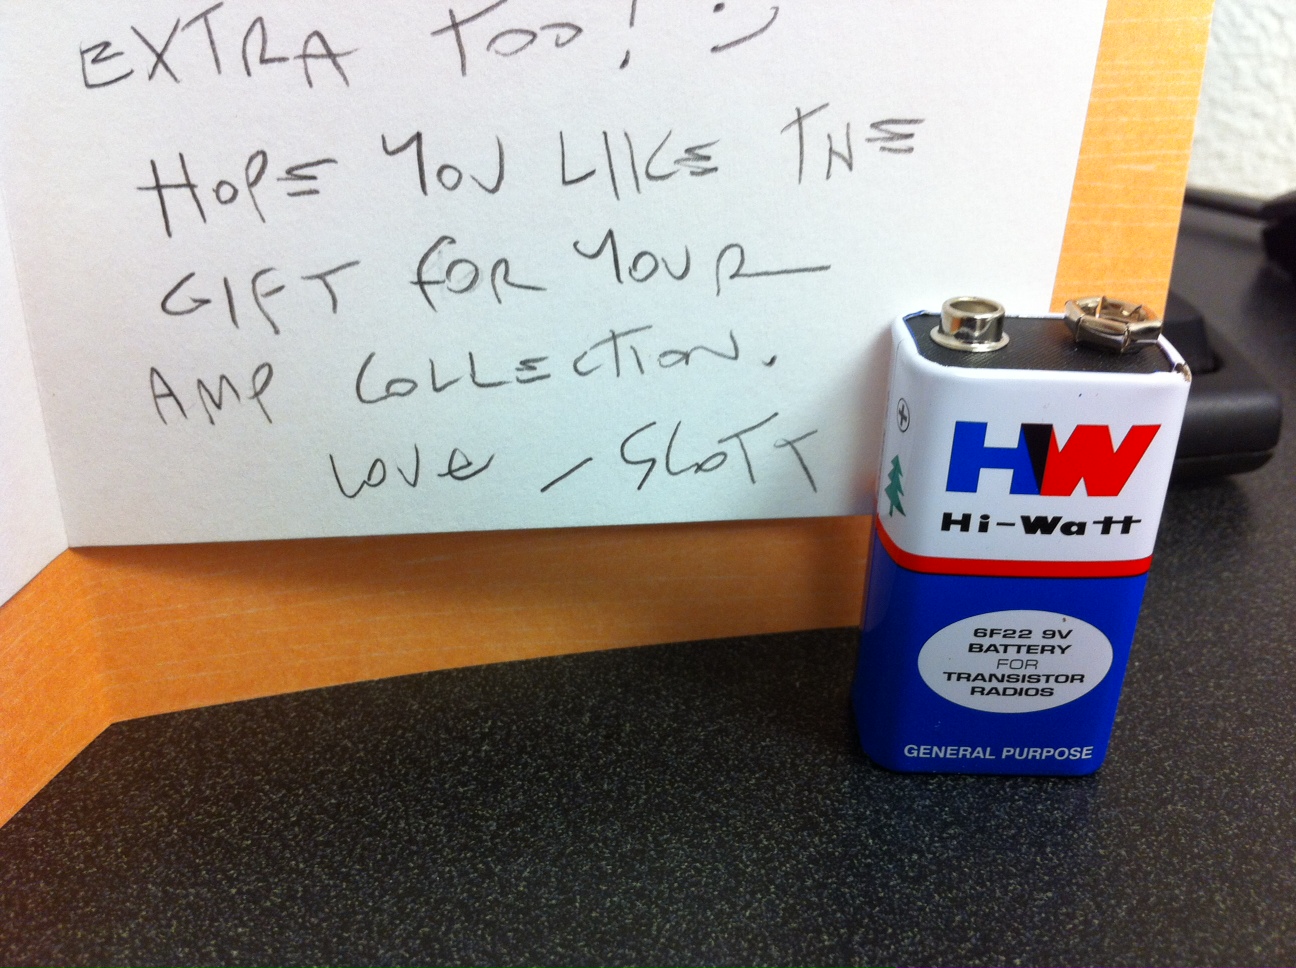 EXTRA TOO! :)
HOPE YOU LIKE THE
GIFT FOR YOUR
AMP COLLECTION.
LOVE, - SCOTT
+
HW
Hi-Watt
6F22 9V
BATTERY
FOR
TRANSISTOR
RADIOS
GENERAL PURPOSE